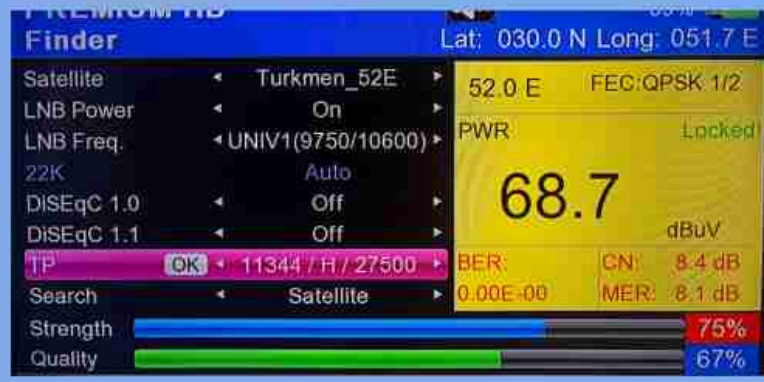 PREMIUM HD
Finder
Lat: 030.0 N Long: 051.7 E
Satellite Turkmen_52E
LNB Power On
LNB Freq. UNIV1(9750/10600)
22K Auto
DiSEqC 1.0 Off
DiSEqC 1.1 Off
TP OK 11344 / H / 27500
Search Satellite
52.0 E FEC:QPSK 1/2
PWR Locked!
68.7
dBuV
BER: CN: 8.4 dB
0.00E-00 MER: 8.1 dB
Strength 75%
Quality 67%